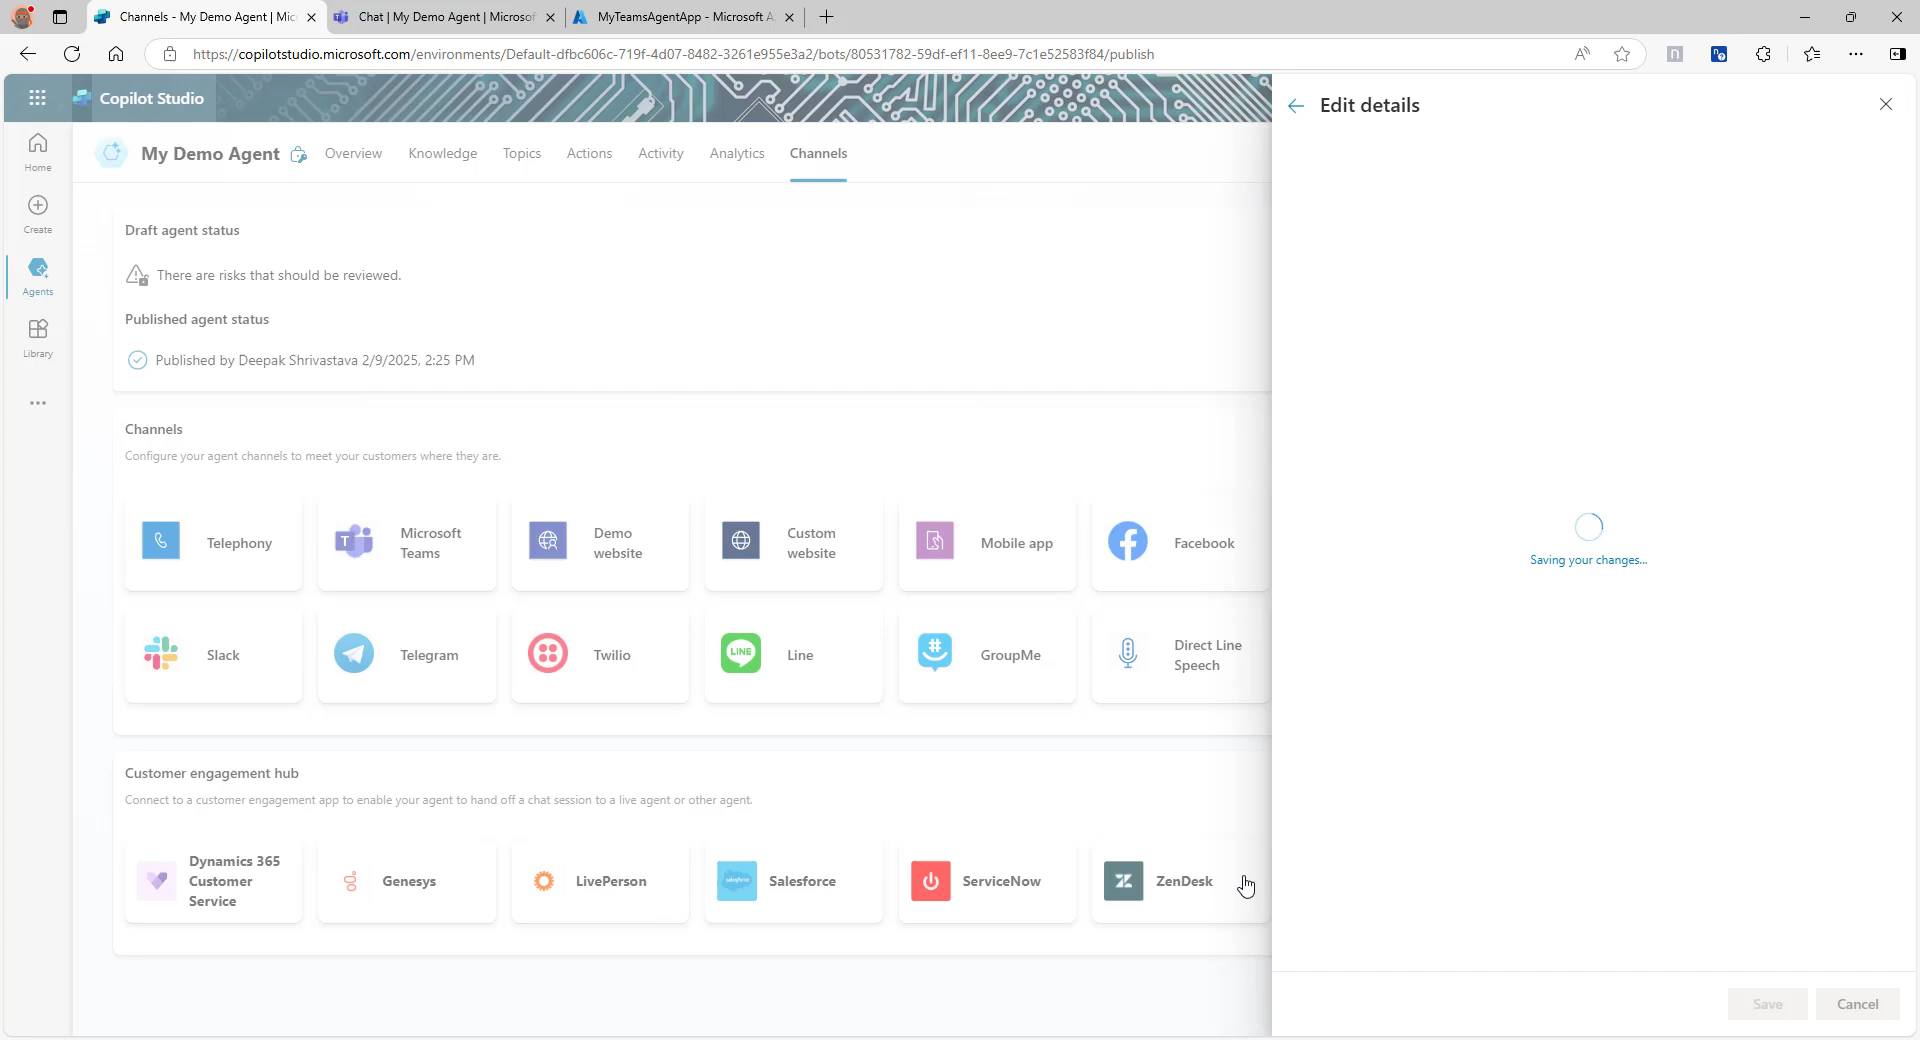 Channels - My Demo Agent | Mic
Chat | My Demo Agent | Microsof
MyTeamsAgentApp - Microsoft A
https://copilotstudio.microsoft.com/environments/Default-dfbc606c-719f-4d07-8482-3261e955e3a2/bots/80531782-59df-ef11-8ee9-7c1e52583f84/publish
Copilot Studio
Edit details
Home
Create
Agents
Library
My Demo Agent
Overview
Knowledge
Topics
Actions
Activity
Analytics
Channels
Draft agent status
There are risks that should be reviewed.
Published agent status
Published by Deepak Shrivastava 2/9/2025, 2:25 PM
Channels
Configure your agent channels to meet your customers where they are.
Telephony
Microsoft
Teams
Demo
website
Custom
website
Mobile app
Facebook
Slack
Telegram
Twilio
LINE
Line
GroupMe
Direct Line
Speech
Customer engagement hub
Connect to a customer engagement app to enable your agent to hand off a chat session to a live agent or other agent.
Dynamics 365
Customer
Service
Genesys
LivePerson
salesforce
Salesforce
ServiceNow
ZenDesk
Saving your changes...
Save
Cancel